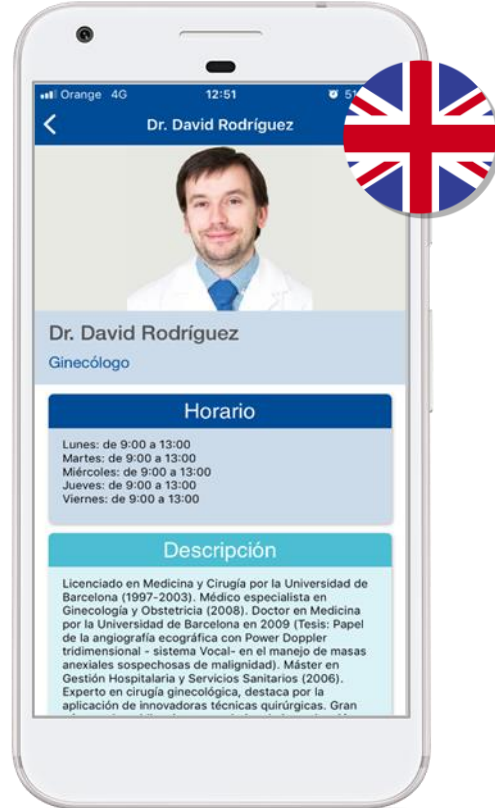 Orange 4G 12:51
Dr. David Rodríguez
Dr. David Rodríguez
Ginecólogo
Horario
Lunes: de 9:00 a 13:00
Martes: de 9:00 a 13:00
Miércoles: de 9:00 a 13:00
Jueves: de 9:00 a 13:00
Viernes: de 9:00 a 13:00
Descripción
Licenciado en Medicina y Cirugía por la Universidad de
Barcelona (1997-2003). Médico especialista en
Ginecología y Obstetricia (2008). Doctor en Medicina
por la Universidad de Barcelona en 2009 (Tesis: Papel
de la angiografía ecográfica con Power Doppler
tridimensional - sistema Vocal- en el manejo de masas
anexiales sospechosas de malignidad). Máster en
Gestión Hospitalaria y Servicios Sanitarios (2006).
Experto en cirugía ginecológica, destaca por la
aplicación de innovadoras técnicas quirúrgicas. Gran